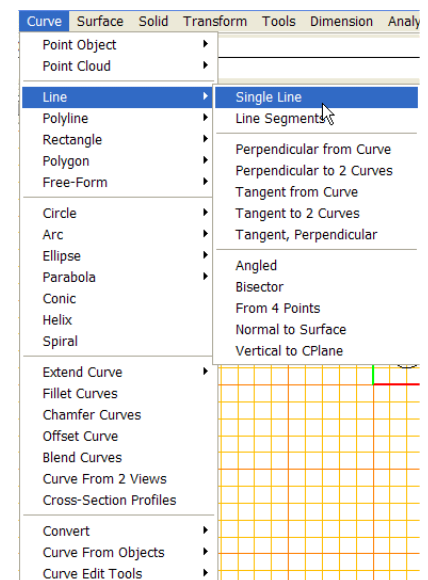 Curve Surface Solid Transform Tools Dimension Analy
Point Object
Point Cloud
Line
Polyline
Rectangle
Polygon
Free-Form
Circle
Arc
Ellipse
Parabola
Conic
Helix
Spiral
Extend Curve
Fillet Curves
Chamfer Curves
Offset Curve
Blend Curves
Curve From 2 Views
Cross-Section Profiles
Convert
Curve From Objects
Curve Edit Tools
Single Line
Line Segments
Perpendicular from Curve
Perpendicular to 2 Curves
Tangent from Curve
Tangent to 2 Curves
Tangent, Perpendicular
Angled
Bisector
From 4 Points
Normal to Surface
Vertical to CPlane